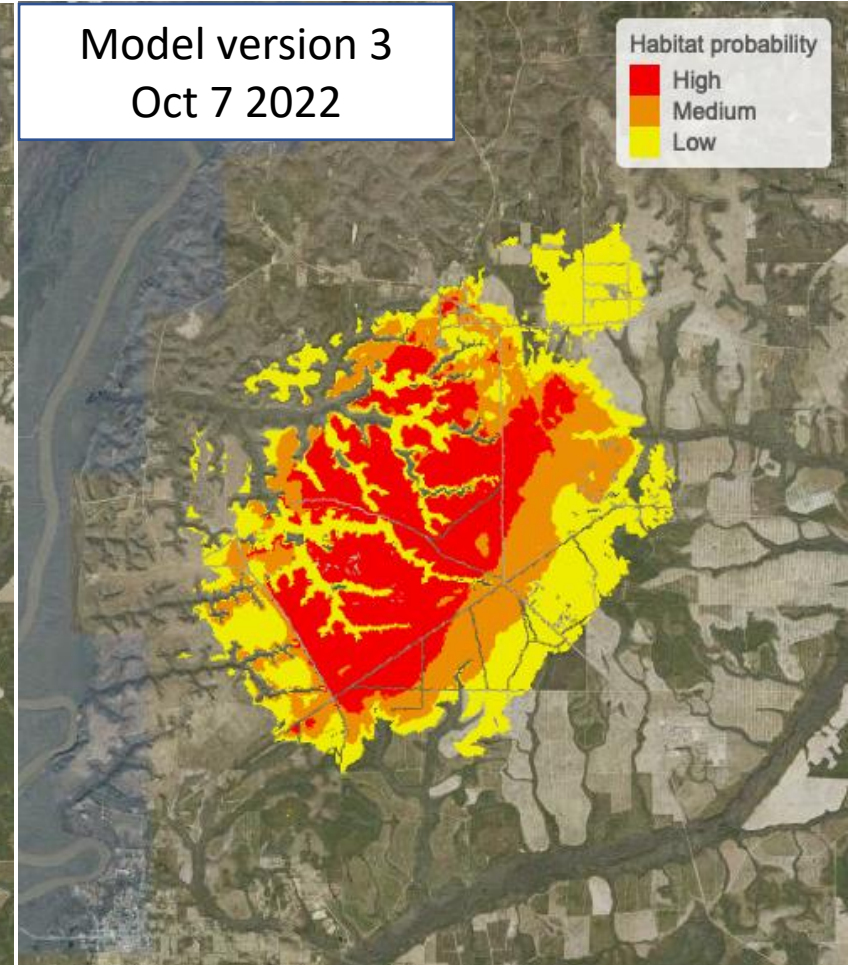 Model version 3
Oct 7 2022
Habitat probability
High
Medium
Low